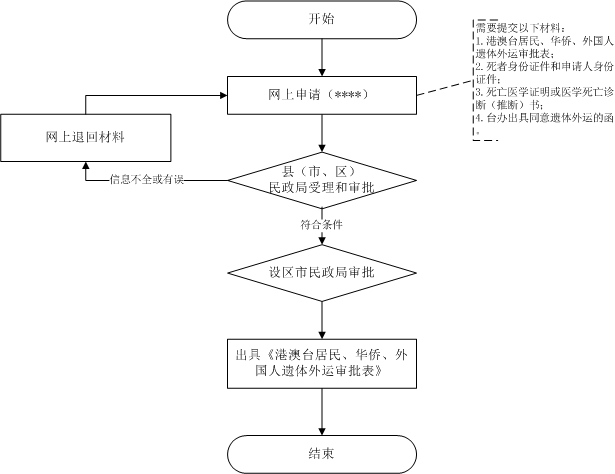 开始
需要提交以下材料：
1.港澳台居民、华侨、外国人
遗体外运审批表；
2.死者身份证件和申请人身份
证件；
3.死亡医学证明或医学死亡诊
断（推断）书；
4.台办出具同意遗体外运的函
。
网上申请（****）
网上退回材料
县（市、区）
民政局受理和审批
信息不全或有误
符合条件
设区市民政局审批
出具《港澳台居民、华侨、外
国人遗体外运审批表》
结束